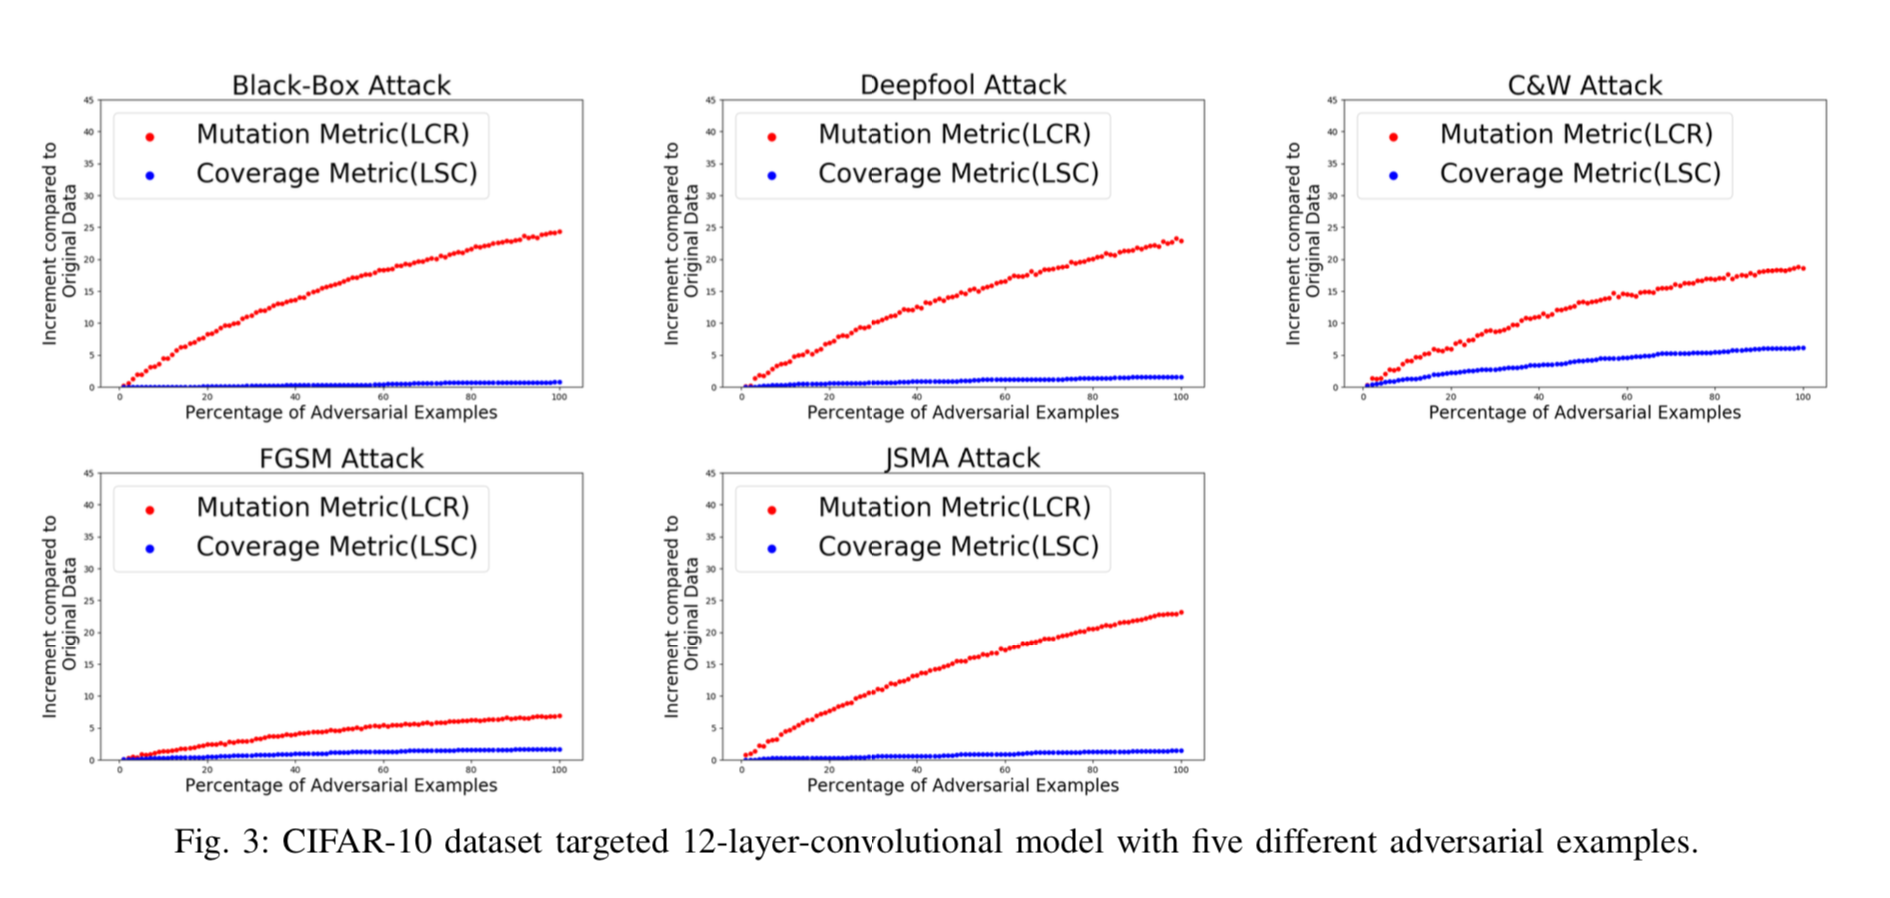 Black-Box Attack
45
40
35
30
25
20
15
10
5
0
Increment compared to
Original Data
Mutation Metric(LCR)
Coverage Metric(LSC)
0 20 40 60 80 100
Percentage of Adversarial Examples
Deepfool Attack
45
40
35
30
25
20
15
10
5
0
Increment compared to
Original Data
Mutation Metric(LCR)
Coverage Metric(LSC)
0 20 40 60 80 100
Percentage of Adversarial Examples
C&W Attack
45
40
35
30
25
20
15
10
5
0
Increment compared to
Original Data
Mutation Metric(LCR)
Coverage Metric(LSC)
0 20 40 60 80 100
Percentage of Adversarial Examples
FGSM Attack
45
40
35
30
25
20
15
10
5
0
Increment compared to
Original Data
Mutation Metric(LCR)
Coverage Metric(LSC)
0 20 40 60 80 100
Percentage of Adversarial Examples
JSMA Attack
45
40
35
30
25
20
15
10
5
0
Increment compared to
Original Data
Mutation Metric(LCR)
Coverage Metric(LSC)
0 20 40 60 80 100
Percentage of Adversarial Examples
Fig. 3: CIFAR-10 dataset targeted 12-layer-convolutional model with five different adversarial examples.